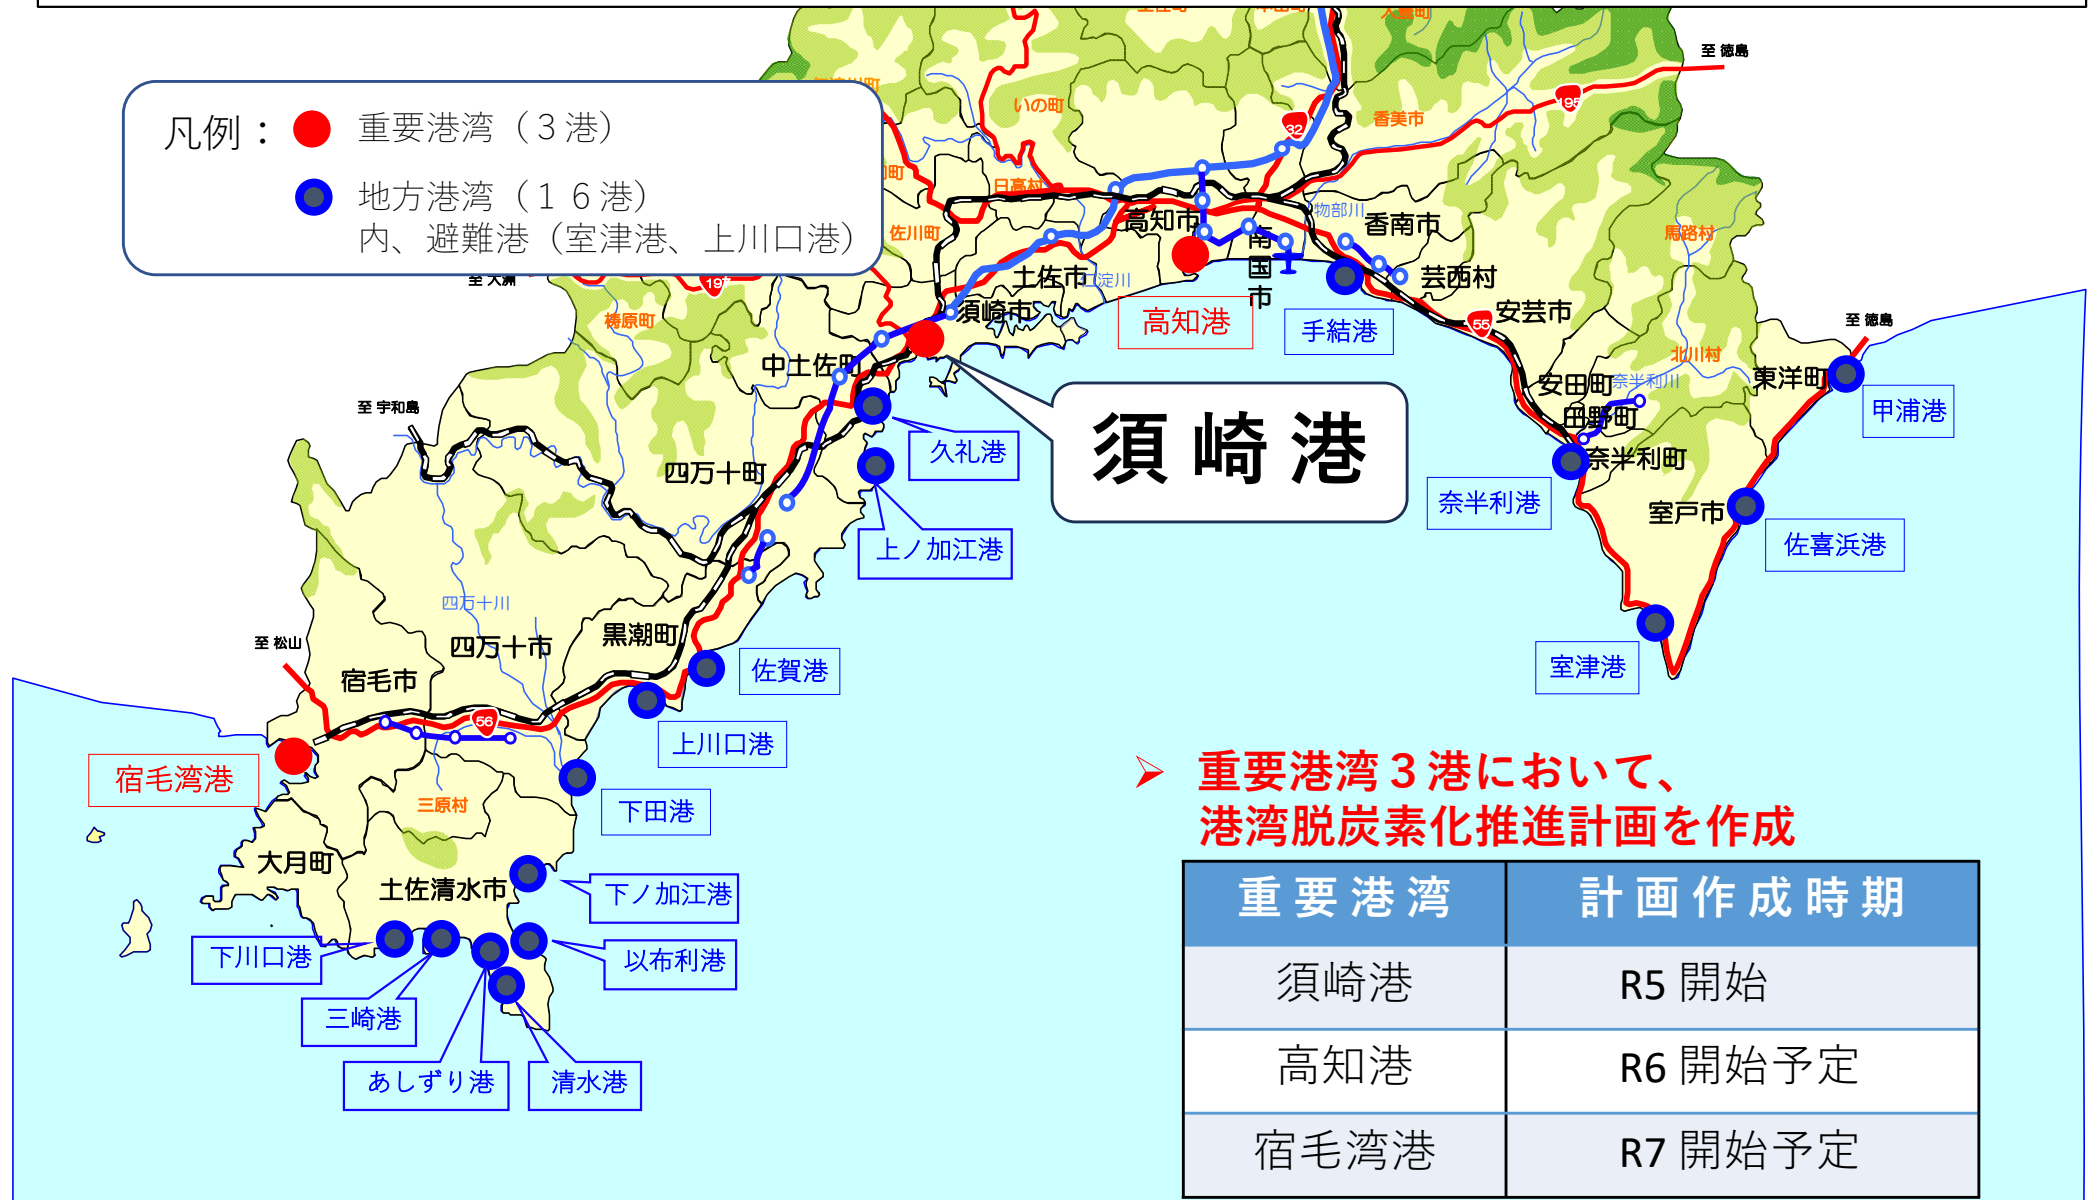 至 徳島
いの町
195
香美市
32
凡例： 重要港湾（３港）
地方港湾（１６港）
内、避難港（室津港、上川口港）
日高村
佐川町
高知市
物部川
香南市
馬路村
南国市
至 大洲
土佐市
仁淀川
芸西村
須崎市
安芸市
55
梼原町
高知港
手結港
至 徳島
中土佐町
北川村
安田町
奈半利川
東洋町
至 宇和島
須崎港
田野町
甲浦港
久礼港
四万十町
奈半利町
奈半利港
室戸市
上ノ加江港
佐喜浜港
四万十川
至 松山
四万十市
黒潮町
宿毛市
佐賀港
室津港
56
上川口港
宿毛湾港
三原村
下田港
重要港湾３港において、
港湾脱炭素化推進計画を作成
大月町
土佐清水市
下ノ加江港
下川口港
以布利港
三崎港
あしずり港
清水港
重要港湾 計画作成時期
須崎港 R5 開始
高知港 R6 開始予定
宿毛湾港 R7 開始予定